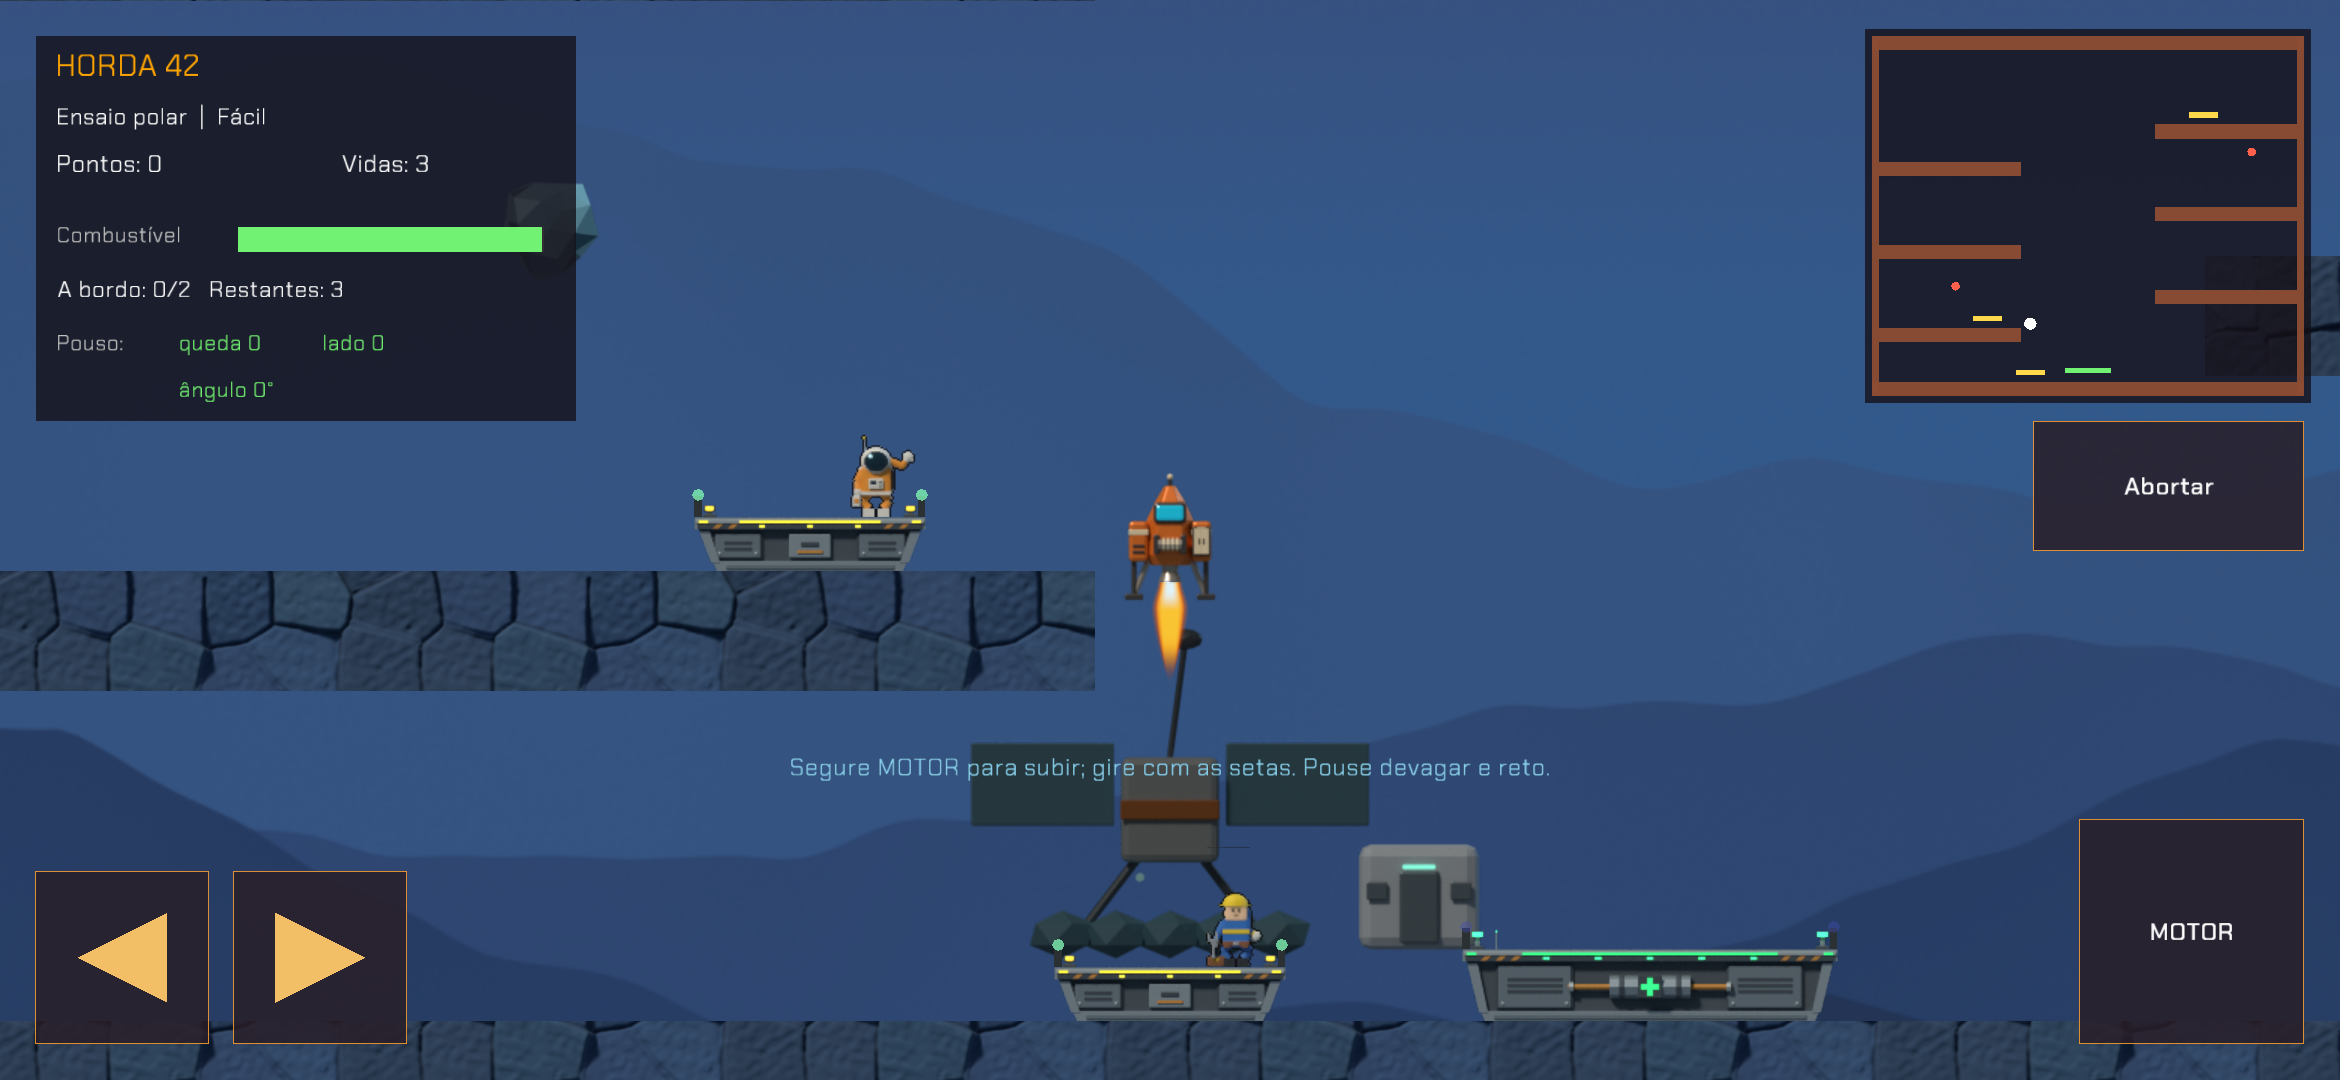 HORDA 42
Ensaio polar | Fácil
Pontos: 0 Vidas: 3
Combustível
A bordo: 0/2 Restantes: 3
Pouso: queda 0 lado 0
ângulo 0°
Abortar
Segure MOTOR para subir; gire com as setas. Pouse devagar e reto.
MOTOR